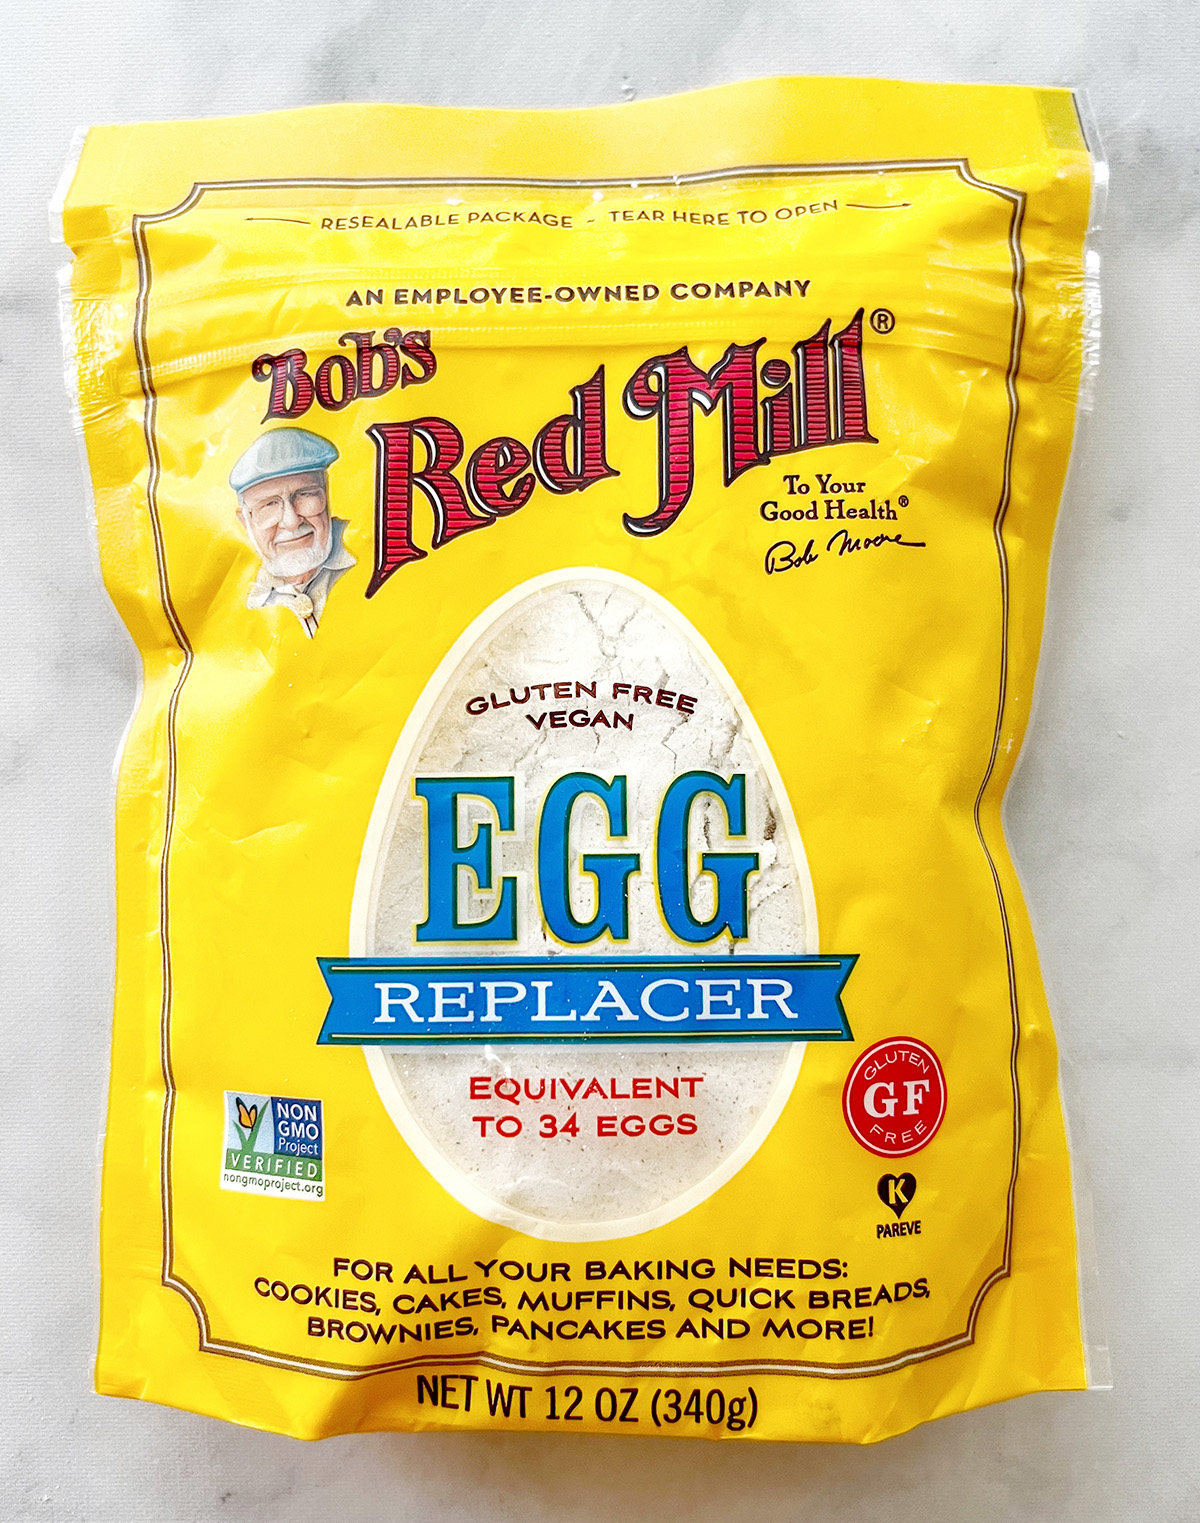 RESEALABLE PACKAGE - TEAR HERE TO OPEN
AN EMPLOYEE-OWNED COMPANY
Bob's
Red Mill®
To Your
Good Health®
Bob Moore
GLUTEN FREE
VEGAN
EGG
REPLACER
EQUIVALENT
TO 34 EGGS
NON
GMO
Project
VERIFIED
nongmoproject.org
GLUTEN
GF
FREE
K
PAREVE
FOR ALL YOUR BAKING NEEDS:
COOKIES, CAKES, MUFFINS, QUICK BREADS,
BROWNIES, PANCAKES AND MORE!
NET WT 12 OZ (340g)